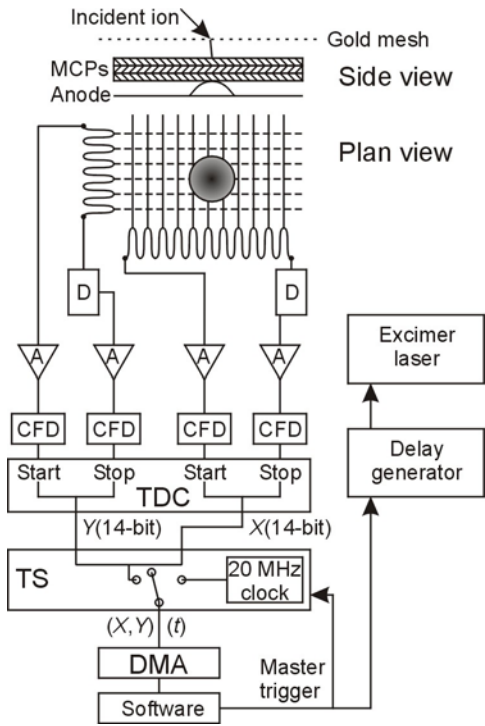 Incident ion
Gold mesh
MCPs
Side view
Anode
Plan view
D
D
A
A
A
A
Excimer
laser
CFD
CFD
CFD
CFD
Start
Stop
Start
Stop
TDC
Delay
generator
Y(14-bit)
X(14-bit)
TS
20 MHz
clock
(X,Y)
(t)
DMA
Master
trigger
Software